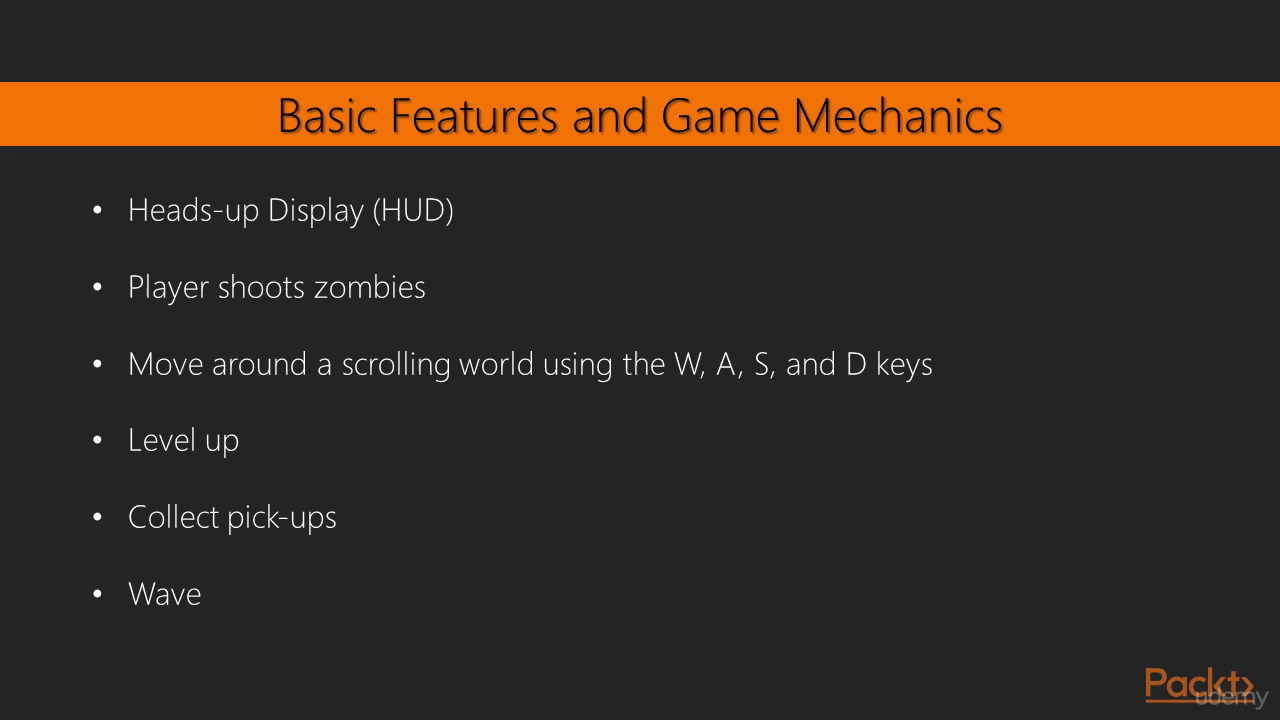 Basic Features and Game Mechanics
• Heads-up Display (HUD)
• Player shoots zombies
• Move around a scrolling world using the W, A, S, and D keys
• Level up
• Collect pick-ups
• Wave
Packt>
udemy